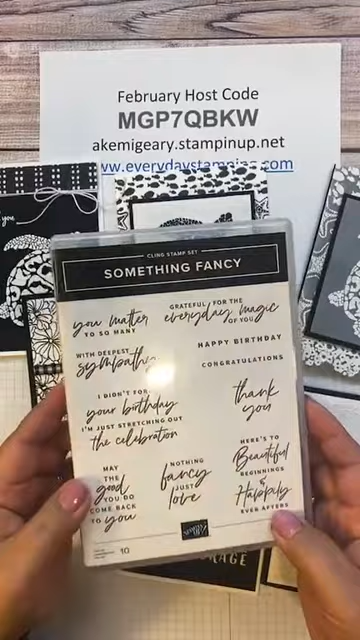 February Host Code
MGP7QBKW
akemigeary.stampinup.net
www.everydaystamping.com
you
CLING STAMP SET
SOMETHING FANCY
you matter
TO SO MANY
GRATEFUL FOR THE
everyday magic
OF YOU
WITH DEEPEST
sympathy
HAPPY BIRTHDAY
CONGRATULATIONS
I DIDN'T FORGET
your birthday
I'M JUST STRETCHING OUT
the celebration
thank
you
MAY
THE
good
YOU DO
COME BACK
TO you
NOTHING
fancy
JUST
love
HERE'S TO
Beautiful
BEGINNINGS
&
Happily
EVER AFTERS
10